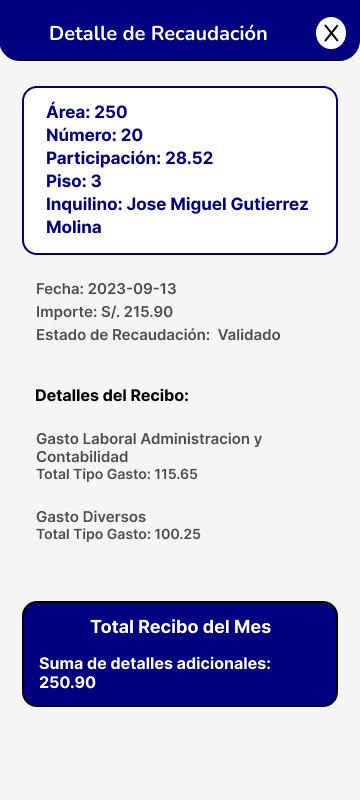 Detalle de Recaudación
X
Área: 250
Número: 20
Participación: 28.52
Piso: 3
Inquilino: Jose Miguel Gutierrez
Molina
Fecha: 2023-09-13
Importe: S/. 215.90
Estado de Recaudación: Validado
Detalles del Recibo:
Gasto Laboral Administracion y
Contabilidad
Total Tipo Gasto: 115.65
Gasto Diversos
Total Tipo Gasto: 100.25
Total Recibo del Mes
Suma de detalles adicionales:
250.90